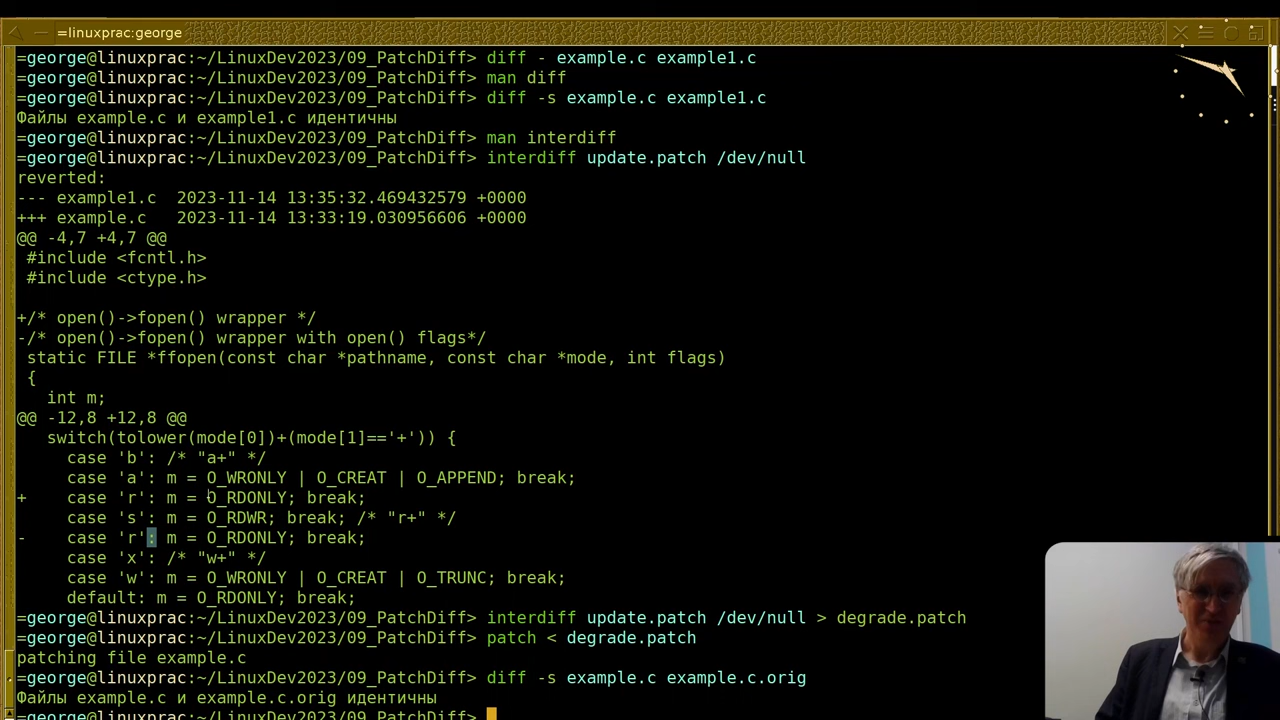 =linuxprac:george
=george@linuxprac:~/LinuxDev2023/09_PatchDiff> diff - example.c example1.c
=george@linuxprac:~/LinuxDev2023/09_PatchDiff> man diff
=george@linuxprac:~/LinuxDev2023/09_PatchDiff> diff -s example.c example1.c
Файлы example.c и example1.c идентичны
=george@linuxprac:~/LinuxDev2023/09_PatchDiff> man interdiff
=george@linuxprac:~/LinuxDev2023/09_PatchDiff> interdiff update.patch /dev/null
reverted:
--- example1.c  2023-11-14 13:35:32.469432579 +0000
+++ example.c   2023-11-14 13:33:19.030956606 +0000
@@ -4,7 +4,7 @@
 #include <fcntl.h>
 #include <ctype.h>
+/* open()->fopen() wrapper */
-/* open()->fopen() wrapper with open() flags*/
 static FILE *ffopen(const char *pathname, const char *mode, int flags)
 {
   int m;
@@ -12,8 +12,8 @@
   switch(tolower(mode[0])+(mode[1]=='+')) {
     case 'b': /* "a+" */
     case 'a': m = O_WRONLY | O_CREAT | O_APPEND; break;
+    case 'r': m = O_RDONLY; break;
     case 's': m = O_RDWR; break; /* "r+" */
-    case 'r': m = O_RDONLY; break;
     case 'x': /* "w+" */
     case 'w': m = O_WRONLY | O_CREAT | O_TRUNC; break;
     default: m = O_RDONLY; break;
=george@linuxprac:~/LinuxDev2023/09_PatchDiff> interdiff update.patch /dev/null > degrade.patch
=george@linuxprac:~/LinuxDev2023/09_PatchDiff> patch < degrade.patch
patching file example.c
=george@linuxprac:~/LinuxDev2023/09_PatchDiff> diff -s example.c example.c.orig
Файлы example.c и example.c.orig идентичны
=george@linuxprac:~/LinuxDev2023/09_PatchDiff>